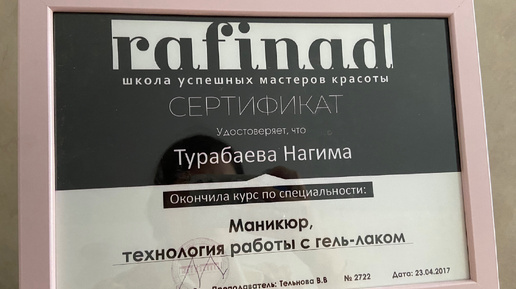 rafinad
школа успешных мастеров красоты
СЕРТИФИКАТ
Удостоверяет, что
Турабаева Нагима
Окончила курс по специальности:
Маникюр,
технология работы с гель-лаком
Преподаватель: Тельнова В.В № 2722 Дата: 23.04.2017